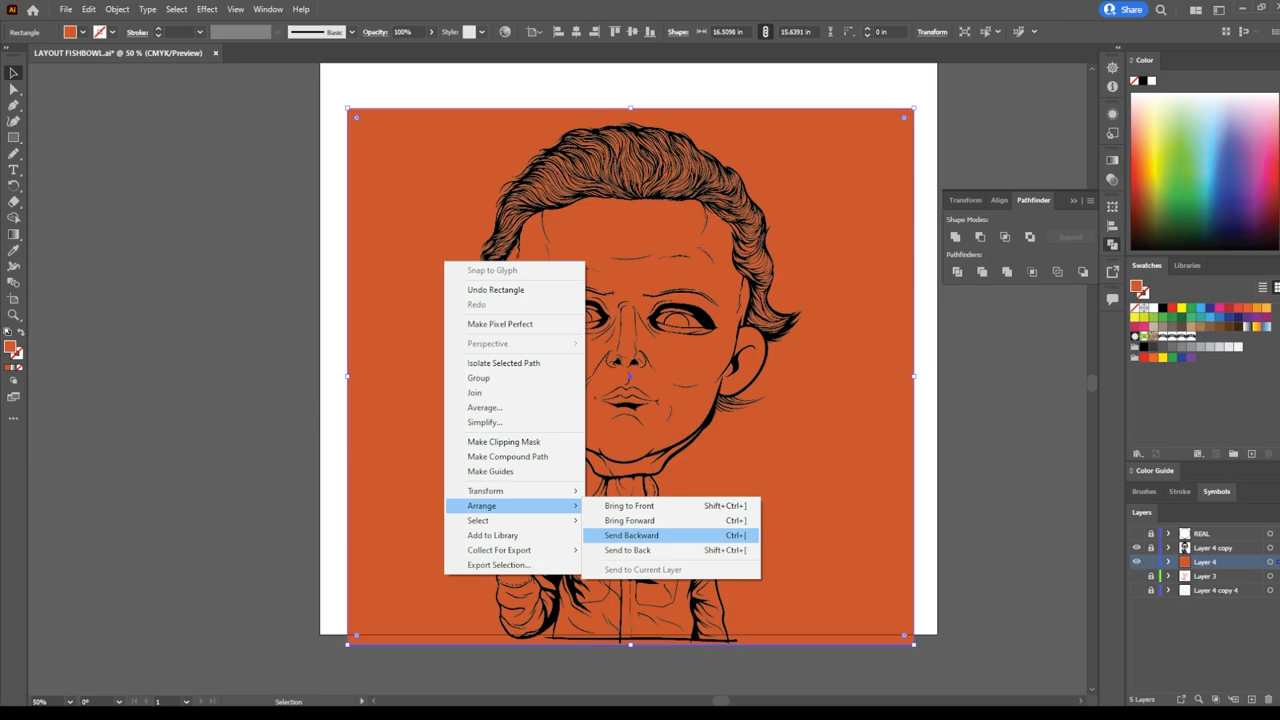 Ai File Edit Object Type Select Effect View Window Help Share
Rectangle Stroke: Basic Opacity: 100% Style: Shape: 16.5098 in 15.6391 in 0 in Transform
LAYOUT FISHBOWL.ai* @ 50 % (CMYK/Preview) ×
Color
Transform Align Pathfinder
Shape Modes:
Expand
Pathfinders:
Swatches Libraries
Snap to Glyph
Undo Rectangle
Redo
Make Pixel Perfect
Perspective
Isolate Selected Path
Group
Join
Average...
Simplify...
Make Clipping Mask
Make Compound Path
Make Guides
Transform
Arrange
Select
Add to Library
Collect For Export
Export Selection...
Bring to Front Shift+Ctrl+]
Bring Forward Ctrl+]
Send Backward Ctrl+[
Send to Back Shift+Ctrl+[
Send to Current Layer
Color Guide
Brushes Stroke Symbols
Layers
REAL
Layer 4 copy
Layer 4
Layer 3
Layer 4 copy 4
50% 0° 1 Selection
5 Layers